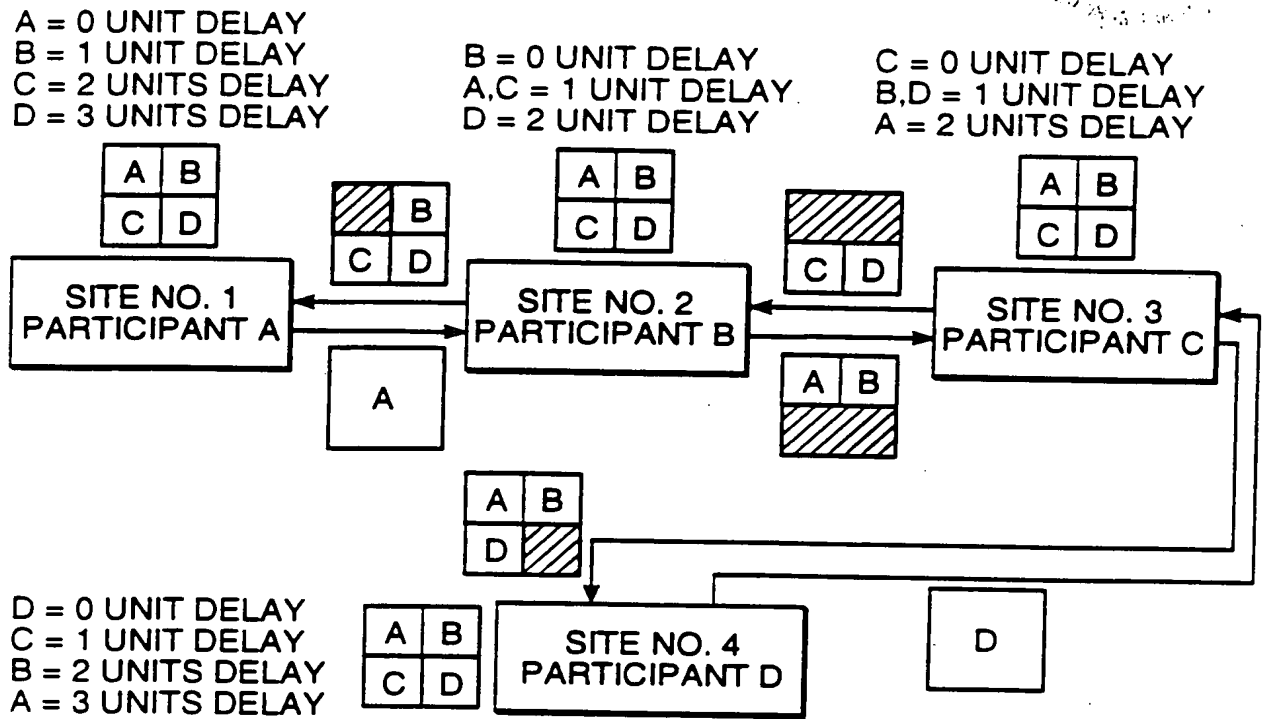 A = 0 UNIT DELAY
B = 1 UNIT DELAY
C = 2 UNITS DELAY
D = 3 UNITS DELAY
B = 0 UNIT DELAY
A,C = 1 UNIT DELAY
D = 2 UNIT DELAY
C = 0 UNIT DELAY
B,D = 1 UNIT DELAY
A = 2 UNITS DELAY
A B
C D
B
C D
A B
C D
C D
A B
C D
SITE NO. 1
PARTICIPANT A
SITE NO. 2
PARTICIPANT B
SITE NO. 3
PARTICIPANT C
A
A B
A B
D
D = 0 UNIT DELAY
C = 1 UNIT DELAY
B = 2 UNITS DELAY
A = 3 UNITS DELAY
A B
C D
SITE NO. 4
PARTICIPANT D
D